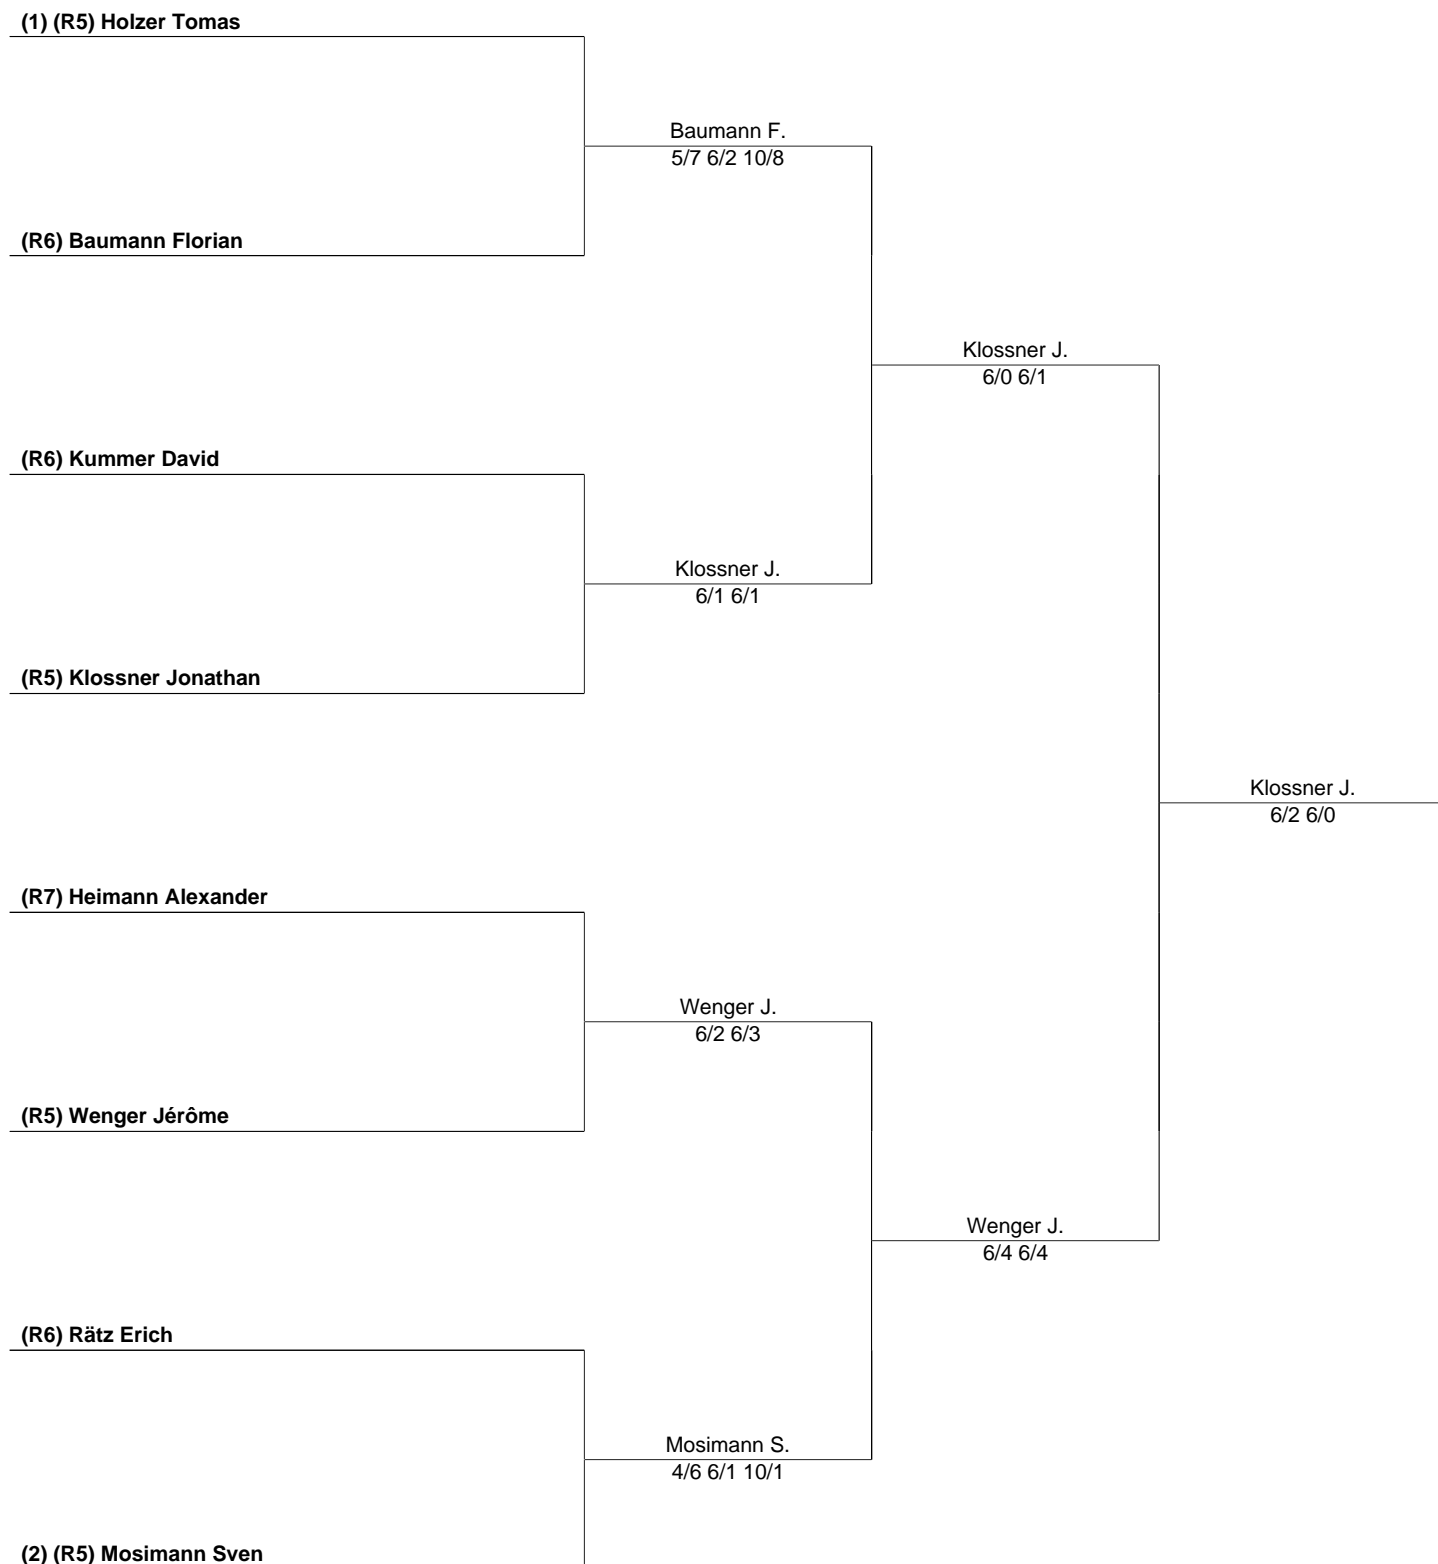 (1) (R5) Holzer Tomas
Baumann F.
5/7 6/2 10/8
(R6) Baumann Florian
Klossner J.
6/0 6/1
(R6) Kummer David
Klossner J.
6/1 6/1
(R5) Klossner Jonathan
Klossner J.
6/2 6/0
(R7) Heimann Alexander
Wenger J.
6/2 6/3
(R5) Wenger Jérôme
Wenger J.
6/4 6/4
(R6) Rätz Erich
Mosimann S.
4/6 6/1 10/1
(2) (R5) Mosimann Sven